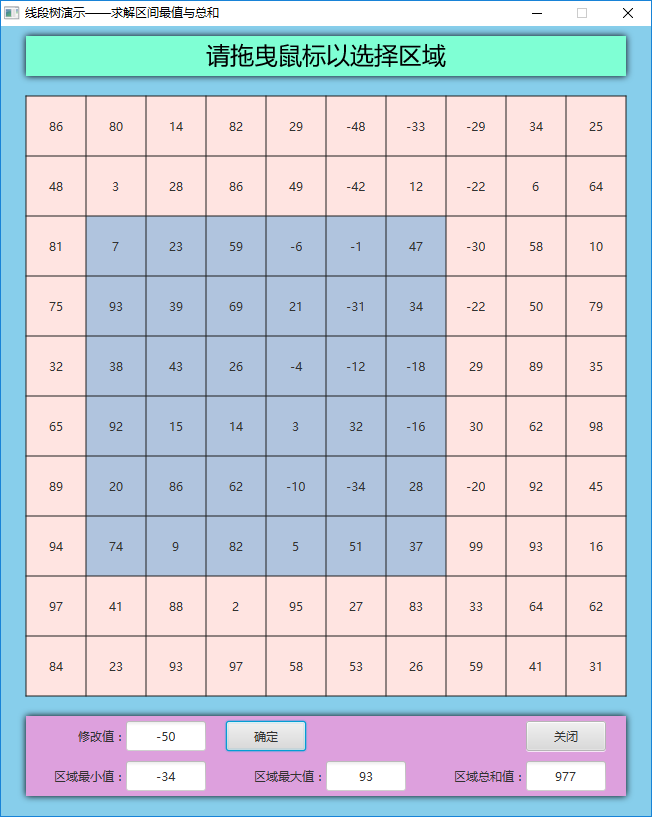 线段树演示——求解区间最值与总和
请拖曳鼠标以选择区域
86 80 14 82 29 -48 -33 -29 34 25
48 3 28 86 49 -42 12 -22 6 64
81 7 23 59 -6 -1 47 -30 58 10
75 93 39 69 21 -31 34 -22 50 79
32 38 43 26 -4 -12 -18 29 89 35
65 92 15 14 3 32 -16 30 62 98
89 20 86 62 -10 -34 28 -20 92 45
94 74 9 82 5 51 37 99 93 16
97 41 88 2 95 27 83 33 64 62
84 23 93 97 58 53 26 59 41 31
修改值： -50 确定 关闭
区域最小值： -34 区域最大值： 93 区域总和值： 977